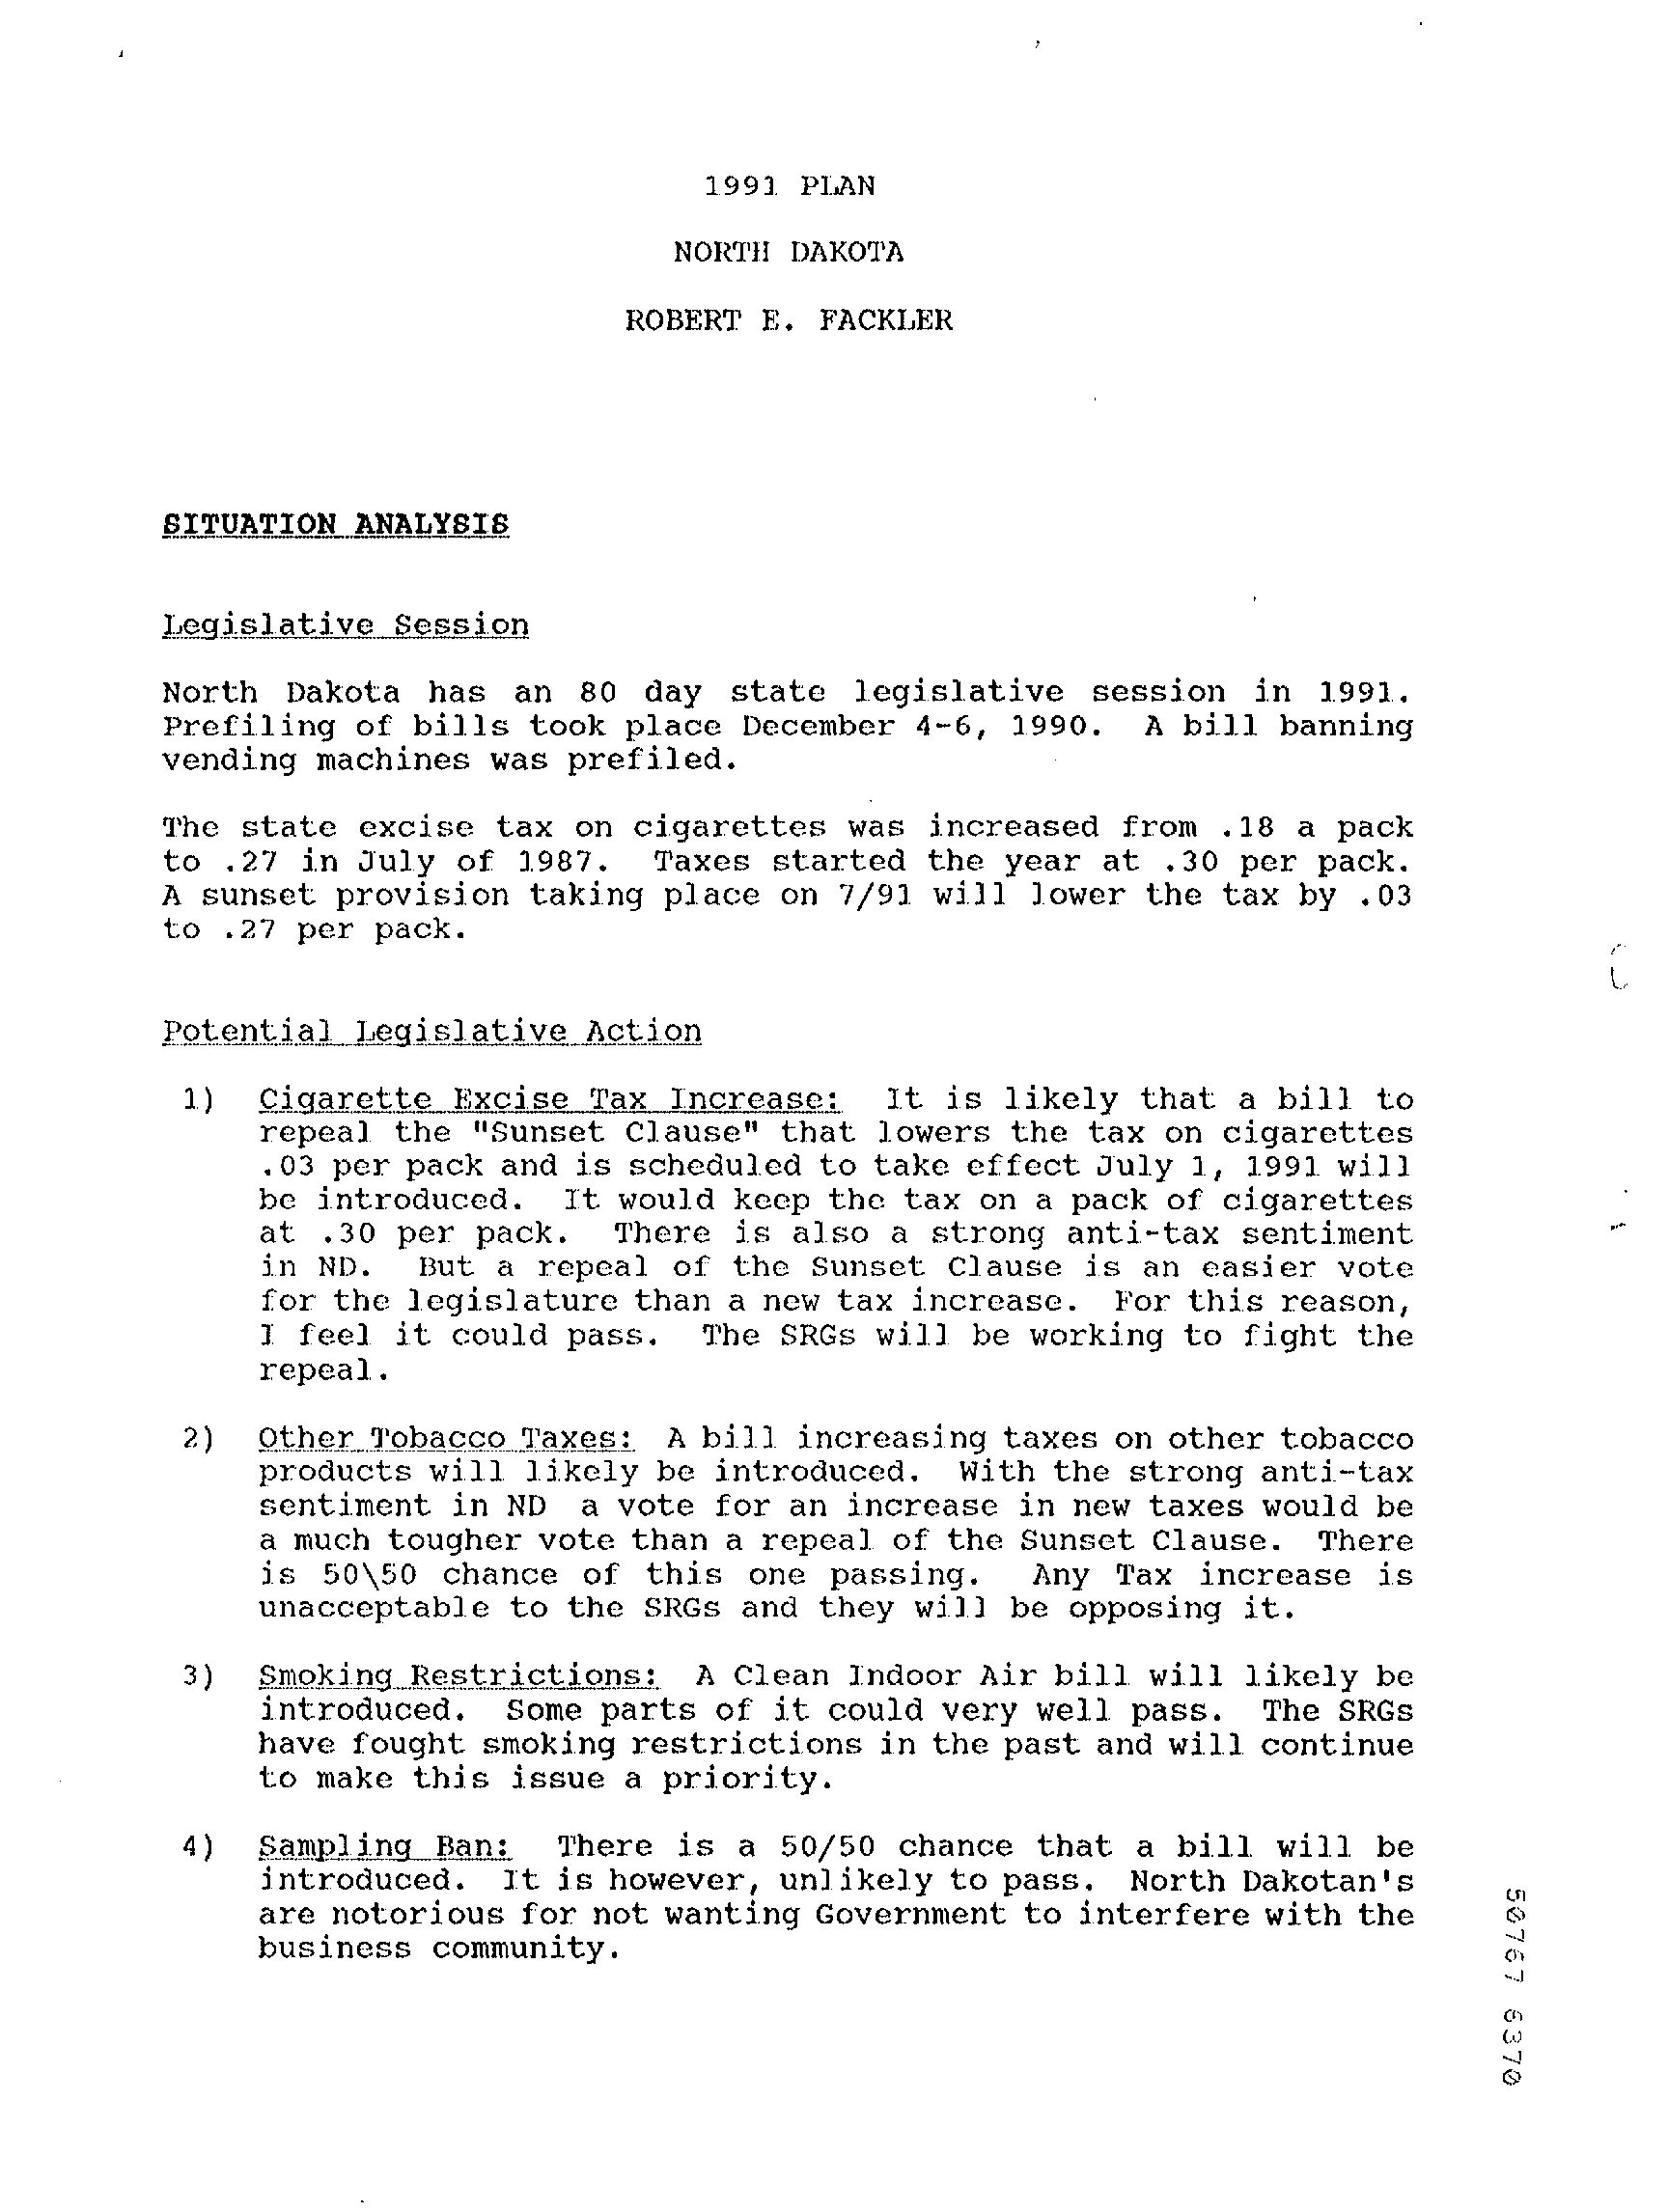 1991 PLAN
NORTH DAKOTA
ROBERT E. FACKLER
SITUATION ANALYSIS
Legislative Session
North Dakota has an 80 day state legislative session in 1991.
Prefiling of bills took place December 4-6, 1990. A bill banning
vending machines was prefiled.
The state excise tax on cigarettes was increased from .18 a pack
to .27 in July of 1987. Taxes started the year at .30 per pack.
A sunset provision taking place on 7/91 will lower the tax by .03
to .27 per pack.
Potential Legislative Action
1) Cigarette Excise Tax Increase: It is likely that a bill to
repeal the "Sunset Clause" that lowers the tax on cigarettes
.03 per pack and is scheduled to take effect July 1, 1991 will
be introduced. It would keep the tax on a pack of cigarettes
at .30 per pack. There is also a strong anti-tax sentiment
in ND. But a repeal of the Sunset Clause is an easier vote
for the legislature than a new tax increase. For this reason,
I feel it could pass. The SRGs will be working to fight the
repeal.
2) Other Tobacco Taxes: A bill increasing taxes on other tobacco
products will likely be introduced. With the strong anti-tax
sentiment in ND a vote for an increase in new taxes would be
a much tougher vote than a repeal of the Sunset Clause. There
is 50\50 chance of this one passing. Any Tax increase is
unacceptable to the SRGs and they will be opposing it.
3) Smoking Restrictions: A Clean Indoor Air bill will likely be
introduced. Some parts of it could very well pass. The SRGs
have fought smoking restrictions in the past and will continue
to make this issue a priority.
4) Sampling Ban: There is a 50/50 chance that a bill will be
introduced. It is however, unlikely to pass. North Dakotan's
are notorious for not wanting Government to interfere with the
business community.
50767 6370